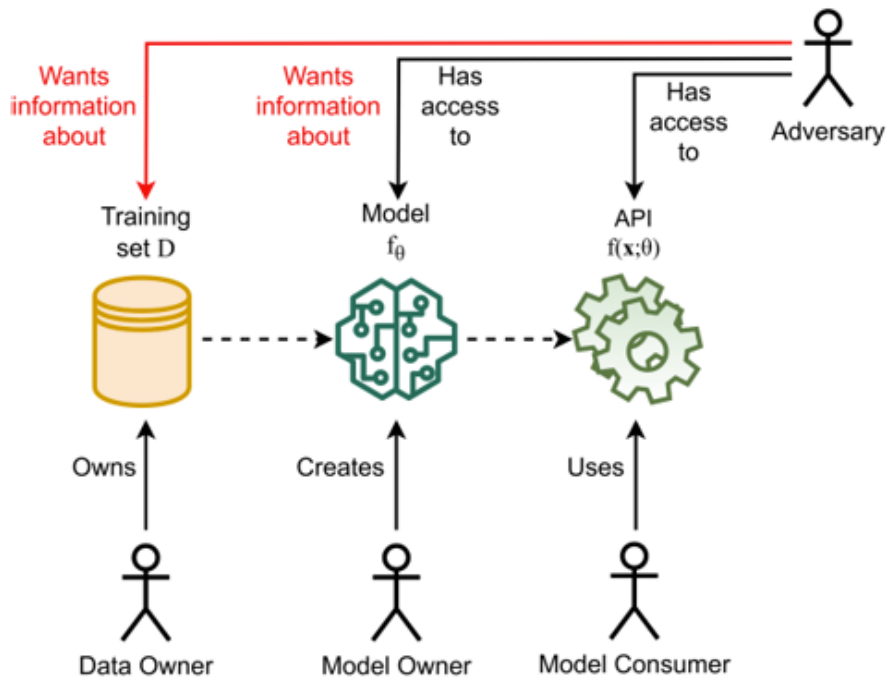 Wants
information
about
Wants
information
about
Has
access
to
Has
access
to
Adversary
Training
set D
Model
fθ
API
f(x;θ)
Owns
Creates
Uses
Data Owner
Model Owner
Model Consumer